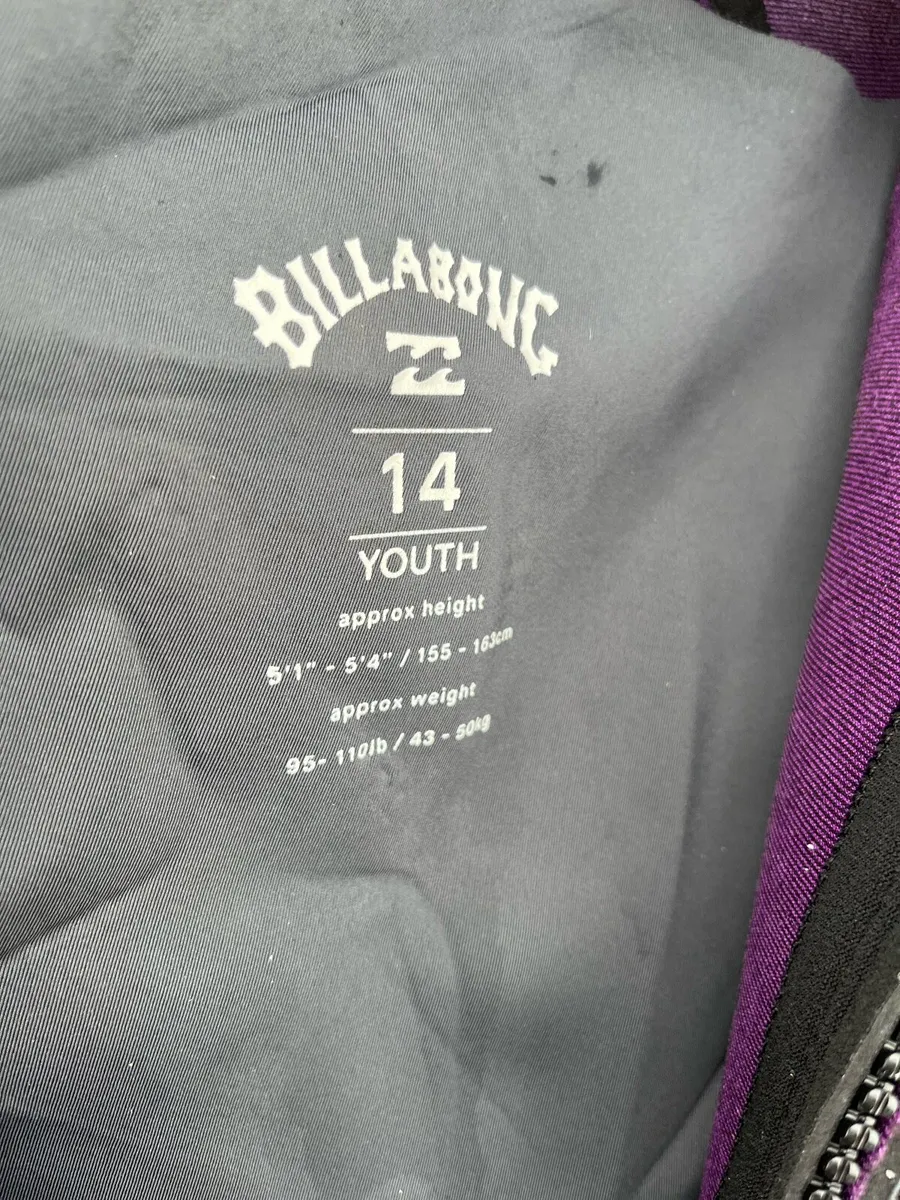 BILLABONG
14
YOUTH
approx height
5'1" - 5'4" / 155 - 163cm
approx weight
95- 110lb / 43 - 50kg